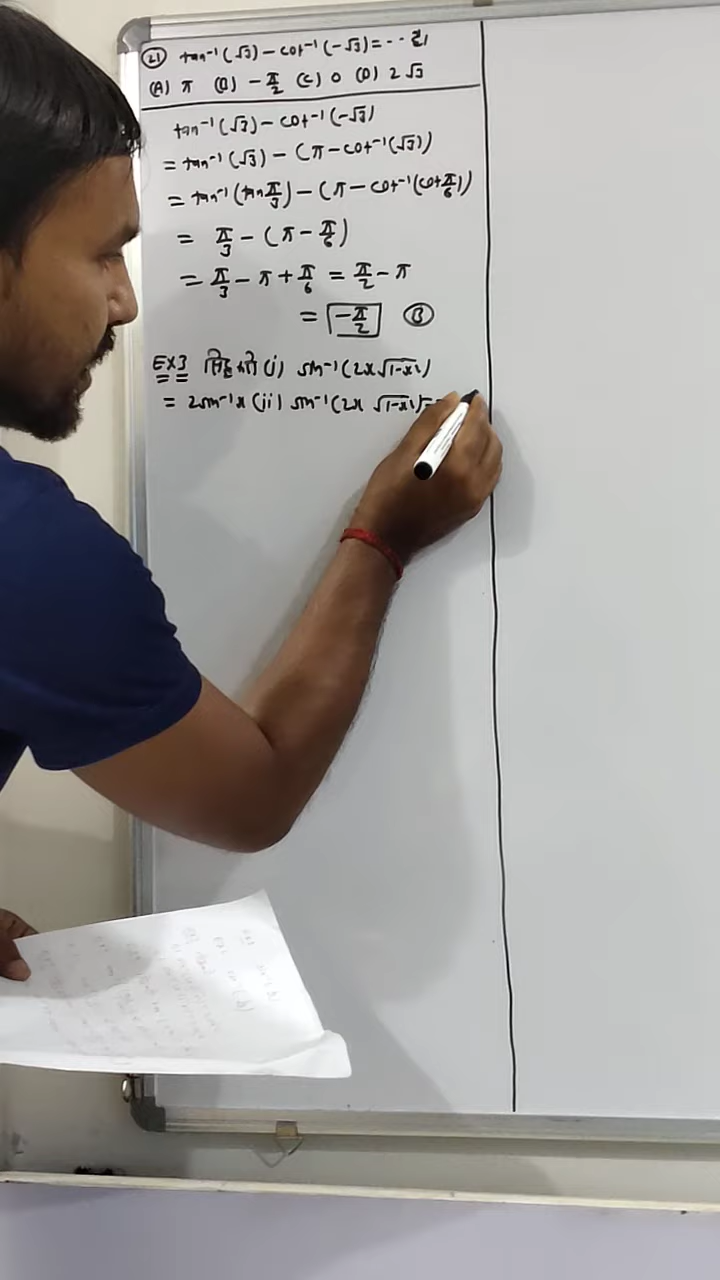 (21) tan⁻¹(√3) - cot⁻¹(-√3) = -- है।
(A) π (B) -π/2 (C) 0 (D) 2√3
tan⁻¹(√3) - cot⁻¹(-√3)
= tan⁻¹(√3) - (π - cot⁻¹(√3))
= tan⁻¹(tan π/3) - (π - cot⁻¹(cot π/6))
= π/3 - (π - π/6)
= π/3 - π + π/6 = π/2 - π
= -π/2 (B)
EX3 सिद्ध करो (i) sin⁻¹(2x√1-x²)
= 2sin⁻¹x (ii) sin⁻¹(2x √1-x²) =